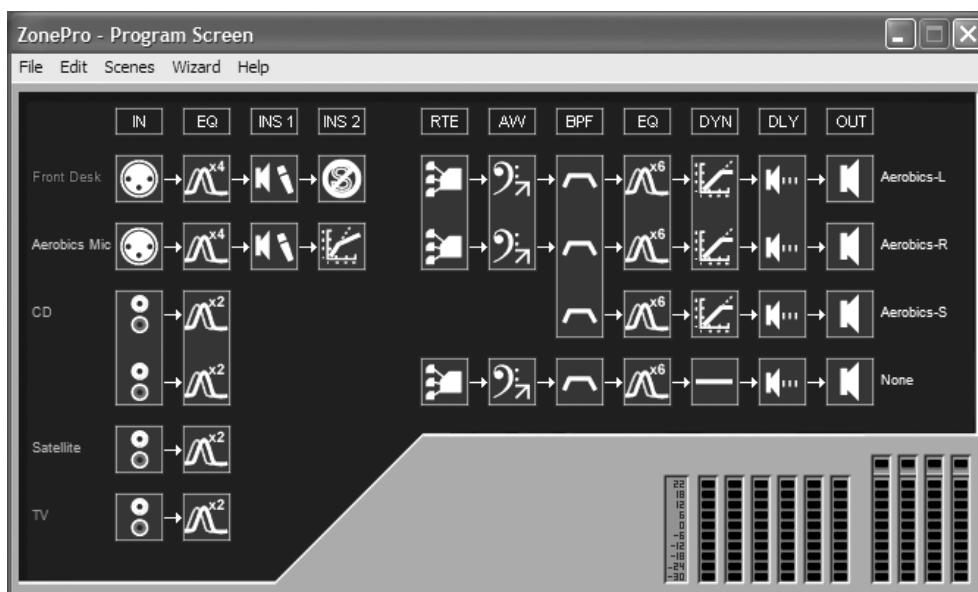 ZonePro - Program Screen
File Edit Scenes Wizard Help
IN EQ INS 1 INS 2 RTE AW BPF EQ DYN DLY OUT
Front Desk x4 x6 Aerobics-L
Aerobics Mic x4 x6 Aerobics-R
CD x2 x6 Aerobics-S
x2 x6 None
Satellite x2
TV x2
22
18
12
6
0
-6
-12
-18
-24
-30